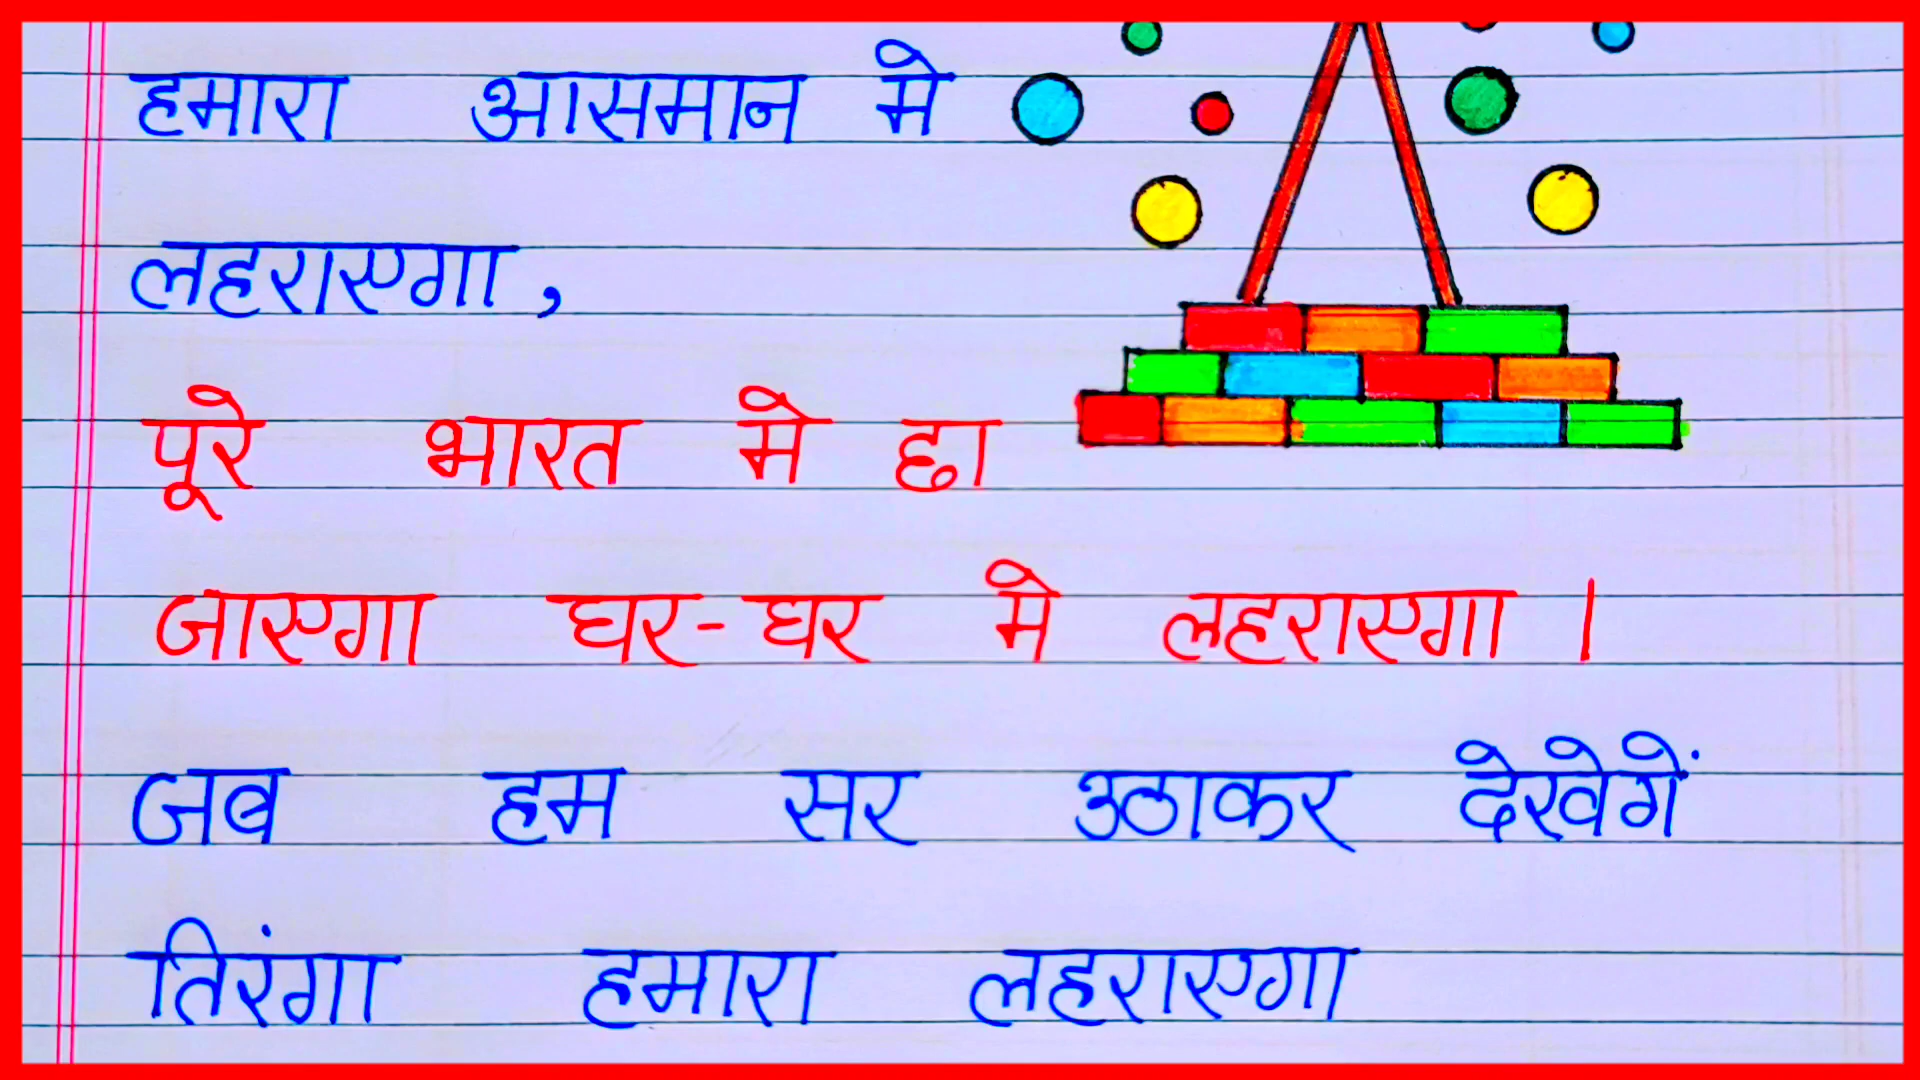 हमारा आसमान मे
लहराएगा,
पूरे भारत मे छा
जाएगा घर-घर मे लहराएगा ।
जब हम सर उठाकर देखेगें
तिरंगा हमारा लहराएगा